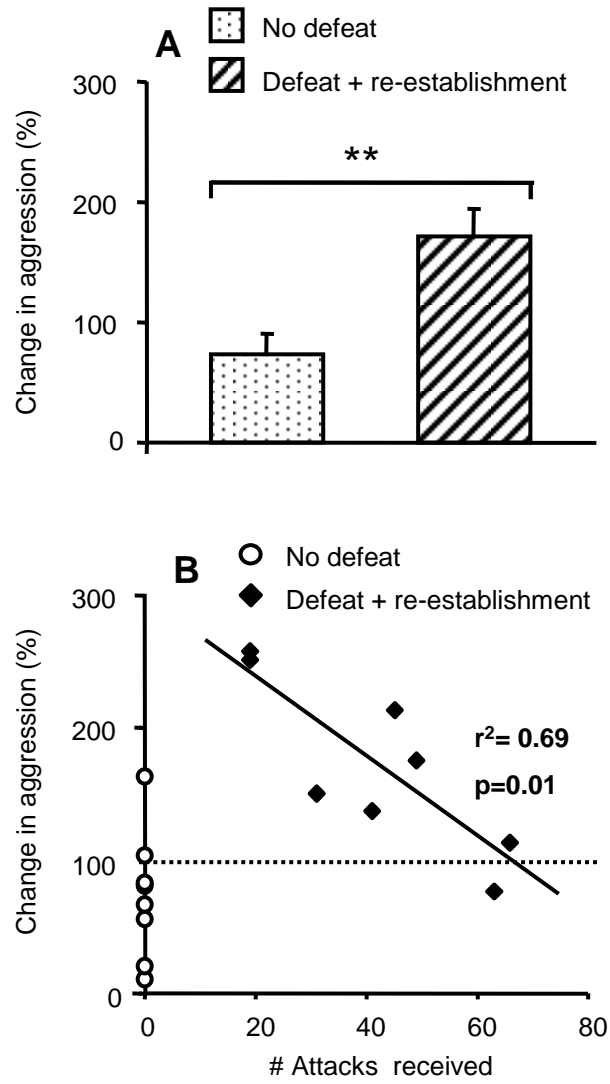 A
No defeat
Defeat + re-establishment
300
200
100
0
Change in aggression (%)
**
B
No defeat
Defeat + re-establishment
300
200
100
0
Change in aggression (%)
r²= 0.69
p=0.01
0 20 40 60 80
# Attacks received